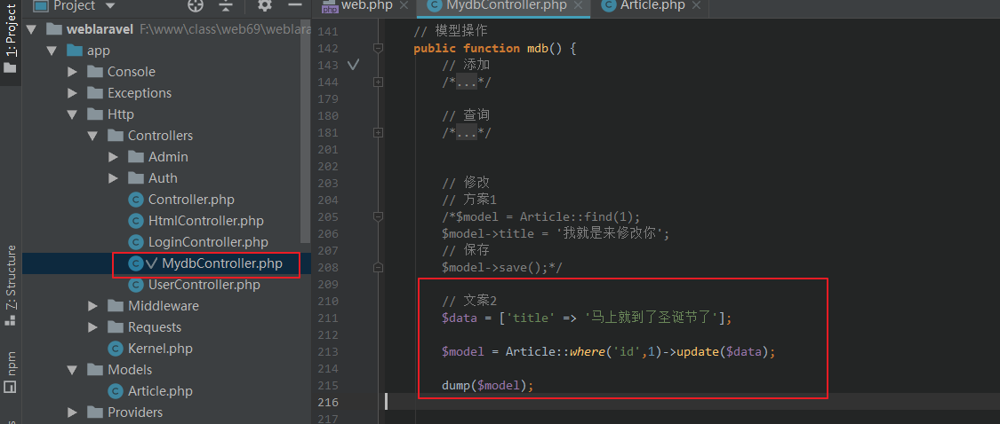 Project
web.php
MydbController.php
Article.php
1: Project
Z: Structure
npm
weblaravel F:\www\class\web69\weblara
app
Console
Exceptions
Http
Controllers
Admin
Auth
Controller.php
HtmlController.php
LoginController.php
MydbController.php
UserController.php
Middleware
Requests
Kernel.php
Models
Article.php
Providers
141 // 模型操作
142 public function mdb() {
143 // 添加
144 /*...*/
179
180 // 查询
181 /*...*/
201
202
203 // 修改
204 // 方案1
205 /*$model = Article::find(1);
206 $model->title = '我就是来修改你';
207 // 保存
208 $model->save();*/
209
210 // 文案2
211 $data = ['title' => '马上就到了圣诞节了'];
212
213 $model = Article::where('id',1)->update($data);
214
215 dump($model);
216
217